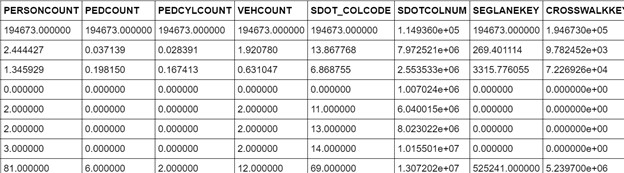 PERSONCOUNT PEDCOUNT PEDCYLCOUNT VEHCOUNT SDOT_COLCODE SDOTCOLNUM SEGLANEKEY CROSSWALKKEY
194673.000000 194673.000000 194673.000000 194673.000000 194673.000000 1.149360e+05 194673.000000 1.946730e+05
2.444427 0.037139 0.028391 1.920780 13.867768 7.972521e+06 269.401114 9.782452e+03
1.345929 0.198150 0.167413 0.631047 6.868755 2.553533e+06 3315.776055 7.226926e+04
0.000000 0.000000 0.000000 0.000000 0.000000 1.007024e+06 0.000000 0.000000e+00
2.000000 0.000000 0.000000 2.000000 11.000000 6.040015e+06 0.000000 0.000000e+00
2.000000 0.000000 0.000000 2.000000 13.000000 8.023022e+06 0.000000 0.000000e+00
3.000000 0.000000 0.000000 2.000000 14.000000 1.015501e+07 0.000000 0.000000e+00
81.000000 6.000000 2.000000 12.000000 69.000000 1.307202e+07 525241.000000 5.239700e+06